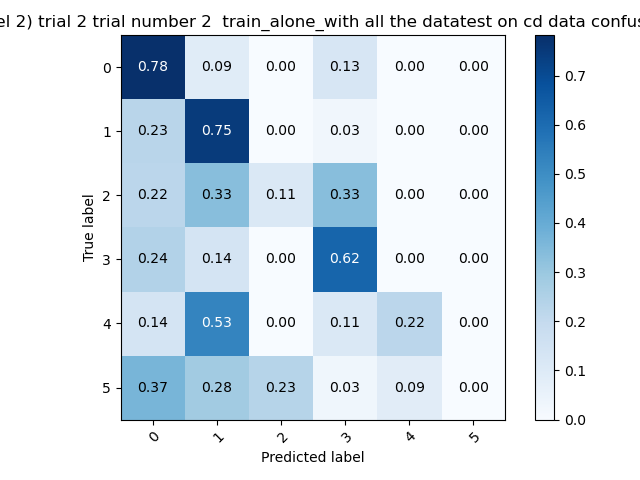 el 2) trial 2 trial number 2  train_alone_with all the datatest on cd data confus
0 0.78 0.09 0.00 0.13 0.00 0.00
1 0.23 0.75 0.00 0.03 0.00 0.00
2 0.22 0.33 0.11 0.33 0.00 0.00
3 0.24 0.14 0.00 0.62 0.00 0.00
4 0.14 0.53 0.00 0.11 0.22 0.00
5 0.37 0.28 0.23 0.03 0.09 0.00
0 1 2 3 4 5
True label
Predicted label
0.7
0.6
0.5
0.4
0.3
0.2
0.1
0.0